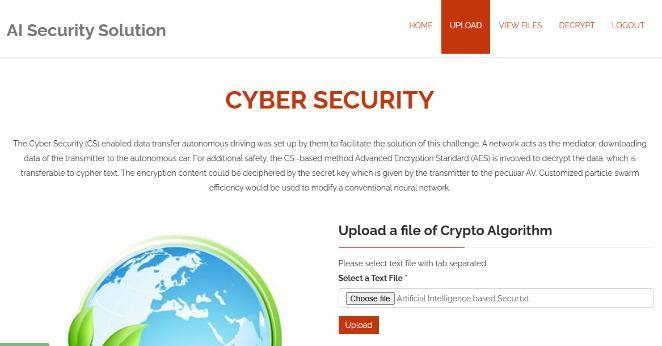 AI Security Solution
HOME UPLOAD VIEW FILES DECRYPT LOGOUT
CYBER SECURITY
The Cyber Security (CS) enabled data transfer autonomous driving was set up by them to facilitate the solution of this challenge. A network acts as the mediator, downloading
data of the transmitter to the autonomous car. For additional safety, the CS -based method Advanced Encryption Standard (AES) is involved to decrypt the data, which is
transferable to cypher text. The encryption content could be deciphered by the secret key which is given by the transmitter to the peculiar AV. Customized particle swarm
efficiency would be used to modify a conventional neural network.
Upload a file of Crypto Algorithm
Please select text file with tab separated
Select a Text File *
Choose file Artificial Intelligence based Secur.txt
Upload